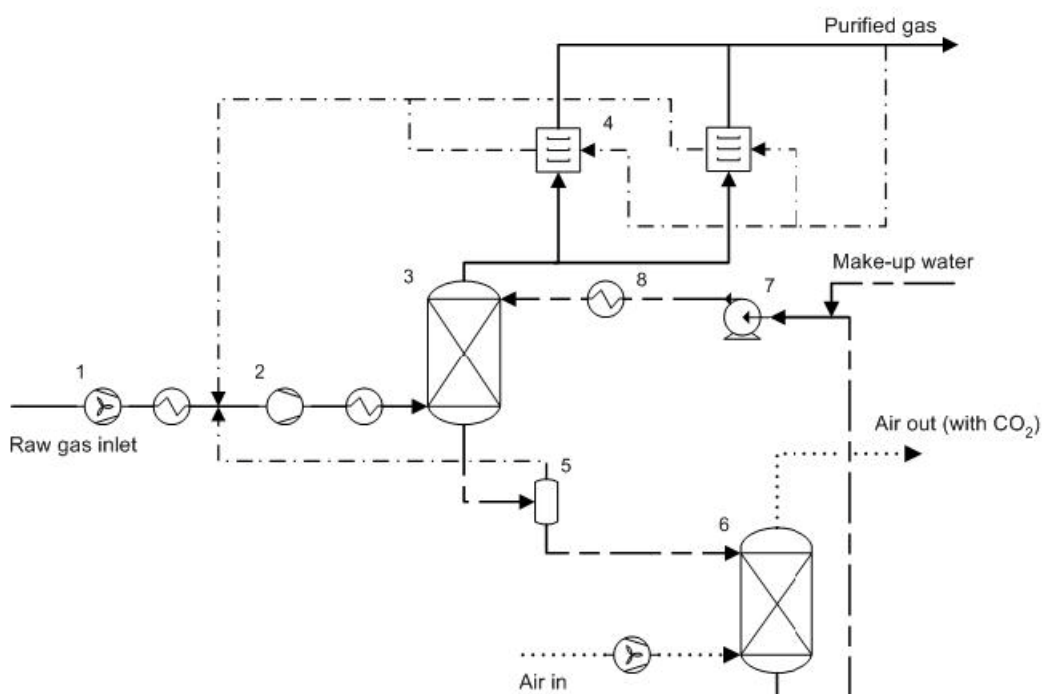 Purified gas
4
Make-up water
3
8
7
1
2
Raw gas inlet
Air out (with CO₂)
5
6
Air in